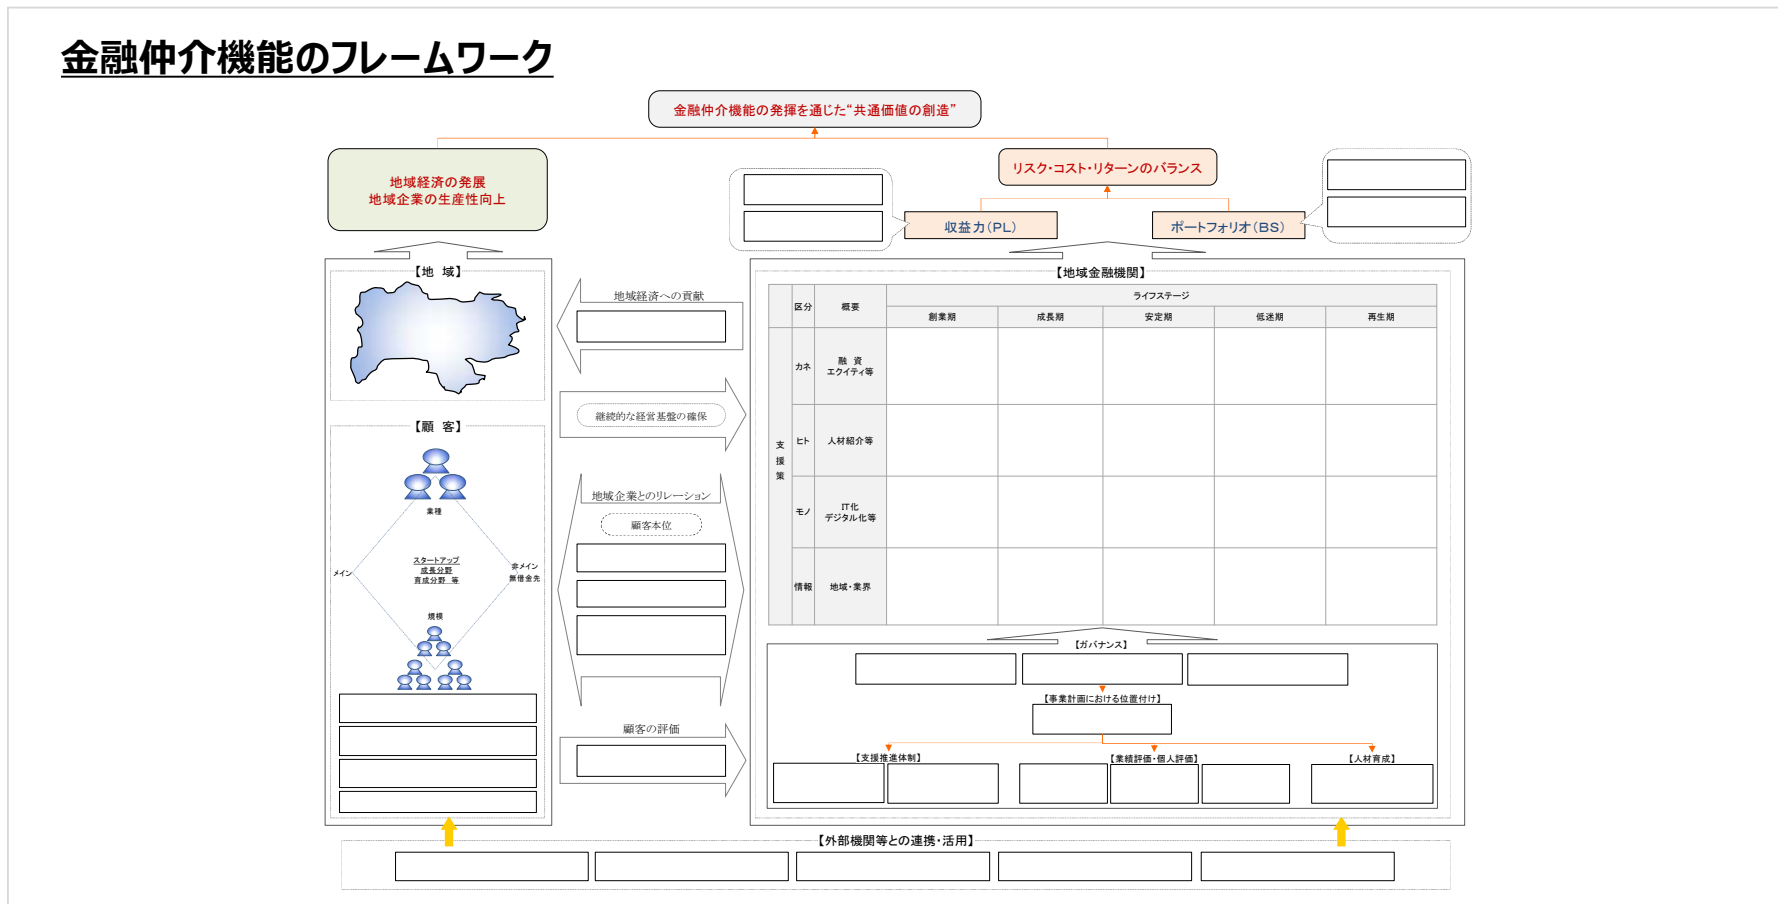 金融仲介機能のフレームワーク
金融仲介機能の発揮を通じた“共通価値の創造”
地域経済の発展
地域企業の生産性向上
リスク・コスト・リターンのバランス
収益力(PL)
ポートフォリオ(BS)
【地 域】
地域経済への貢献
継続的な経営基盤の確保
【顧 客】
業種
メイン
スタートアップ
成長分野
育成分野 等
非メイン
無借金先
規模
地域企業とのリレーション
顧客本位
顧客の評価
【地域金融機関】
区分
概要
ライフステージ
創業期
成長期
安定期
低迷期
再生期
支
援
策
カネ
融 資
エクイティ等
ヒト
人材紹介等
モノ
IT化
デジタル化等
情報
地域・業界
【ガバナンス】
【事業計画における位置付け】
【支援推進体制】
【業績評価・個人評価】
【人材育成】
【外部機関等との連携・活用】